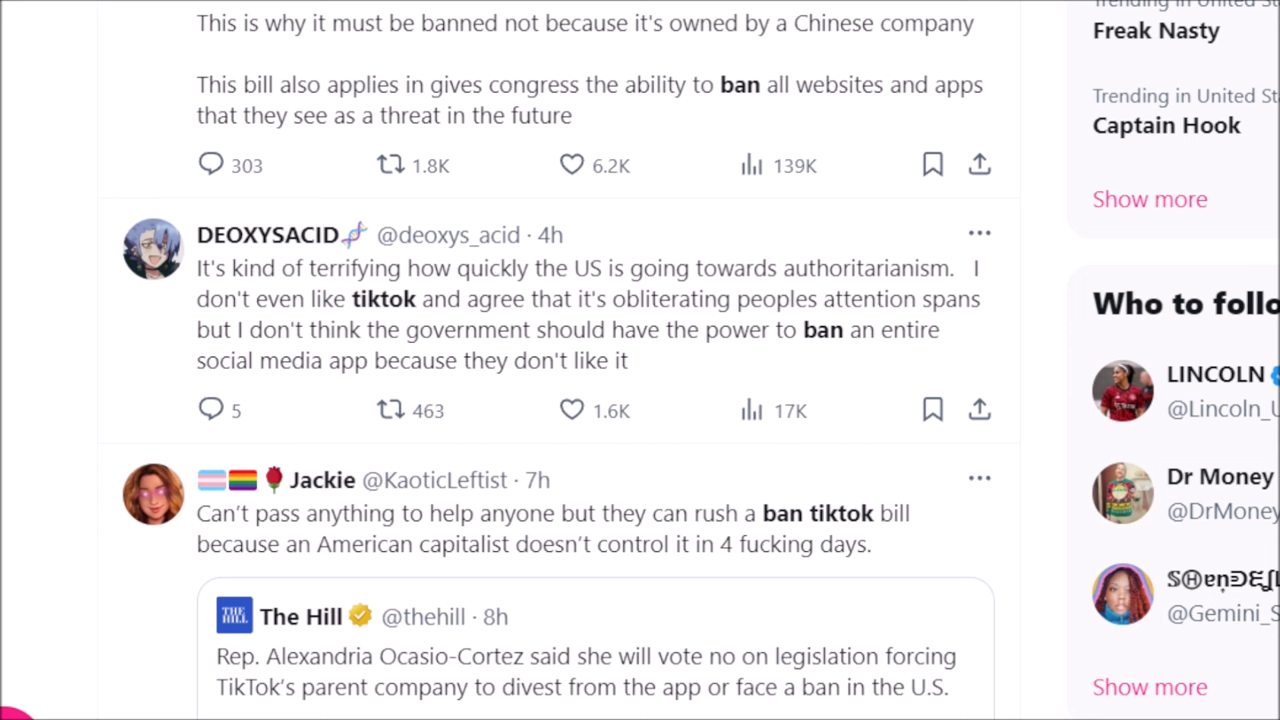 This is why it must be banned not because it's owned by a Chinese company
This bill also applies in gives congress the ability to ban all websites and apps
that they see as a threat in the future
303 1.8K 6.2K 139K
DEOXYSACID🧬 @deoxys_acid · 4h
It's kind of terrifying how quickly the US is going towards authoritarianism. I
don't even like tiktok and agree that it's obliterating peoples attention spans
but I don't think the government should have the power to ban an entire
social media app because they don't like it
5 463 1.6K 17K
🏳️‍⚧️🏳️‍🌈🌹Jackie @KaoticLeftist · 7h
Can't pass anything to help anyone but they can rush a ban tiktok bill
because an American capitalist doesn't control it in 4 fucking days.
THE HILL The Hill @thehill · 8h
Rep. Alexandria Ocasio-Cortez said she will vote no on legislation forcing
TikTok's parent company to divest from the app or face a ban in the U.S.
Trending in United St
Freak Nasty
Trending in United St
Captain Hook
Show more
Who to follo
LINCOLN
@Lincoln_U
Dr Money
@DrMoney
@Gemini_S
Show more